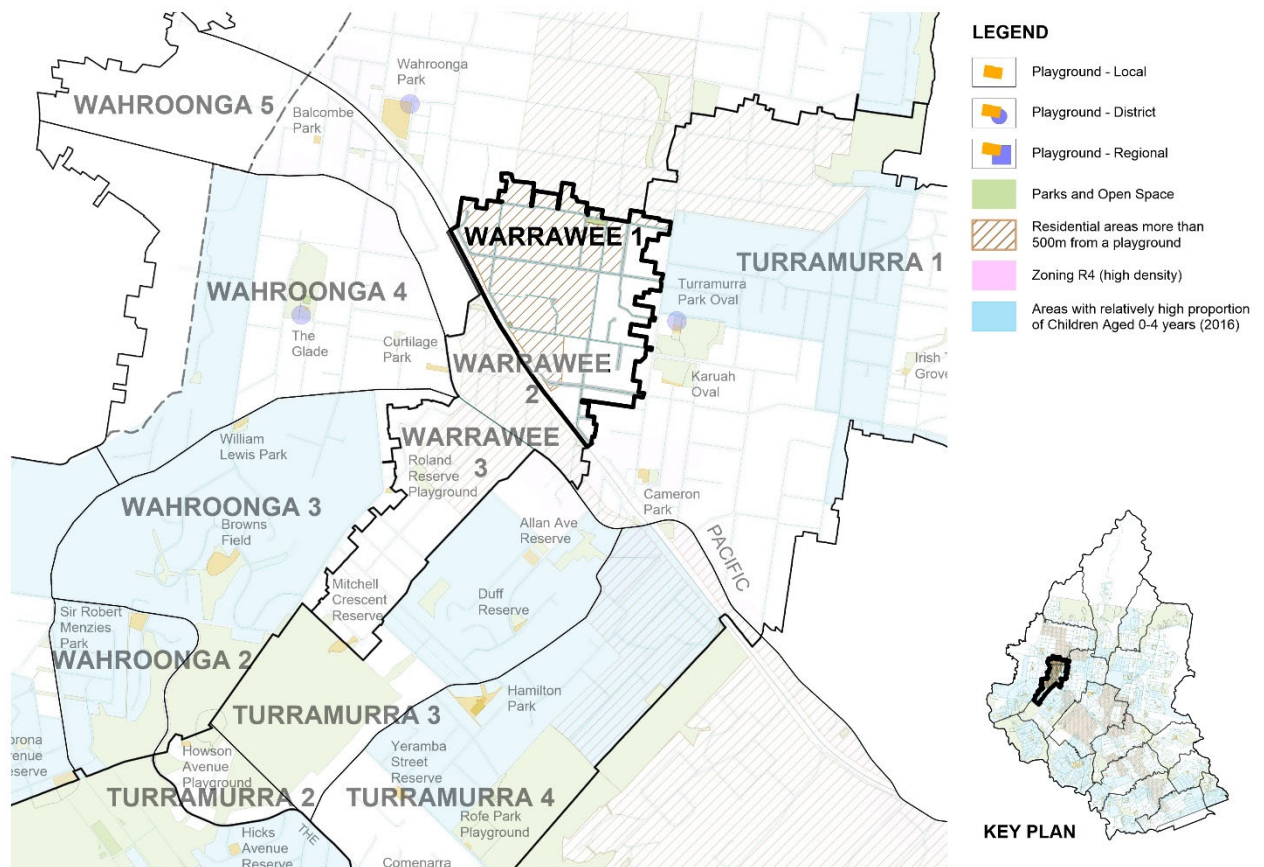 WAHROONGA 5
Balcombe
Park
Wahroonga
Park
WARRAWEE 1
WAHROONGA 4
The
Glade
Curtilage
Park
WARRAWEE
2
TURRAMURRA 1
Turramurra
Park Oval
Karuah
Oval
Irish
Grove
William
Lewis Park
WARRAWEE
3
Roland
Reserve
Playground
WAHROONGA 3
Browns
Field
Cameron
Park
PACIFIC
Allan Ave
Reserve
Mitchell
Crescent
Reserve
Duff
Reserve
Sir Robert
Menzies
Park
WAHROONGA 2
Hamilton
Park
TURRAMURRA 3
Howson
Avenue
Playground
Yeramba
Street
Reserve
TURRAMURRA 2
TURRAMURRA 4
Rofe Park
Playground
THE
Hicks
Avenue
Reserve
Comenarra
LEGEND
Playground - Local
Playground - District
Playground - Regional
Parks and Open Space
Residential areas more than
500m from a playground
Zoning R4 (high density)
Areas with relatively high proportion
of Children Aged 0-4 years (2016)
KEY PLAN